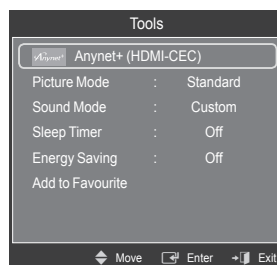 Tools
Anynet+ Anynet+ (HDMI-CEC)
Picture Mode : Standard
Sound Mode : Custom
Sleep Timer : Off
Energy Saving : Off
Add to Favourite
Move Enter Exit